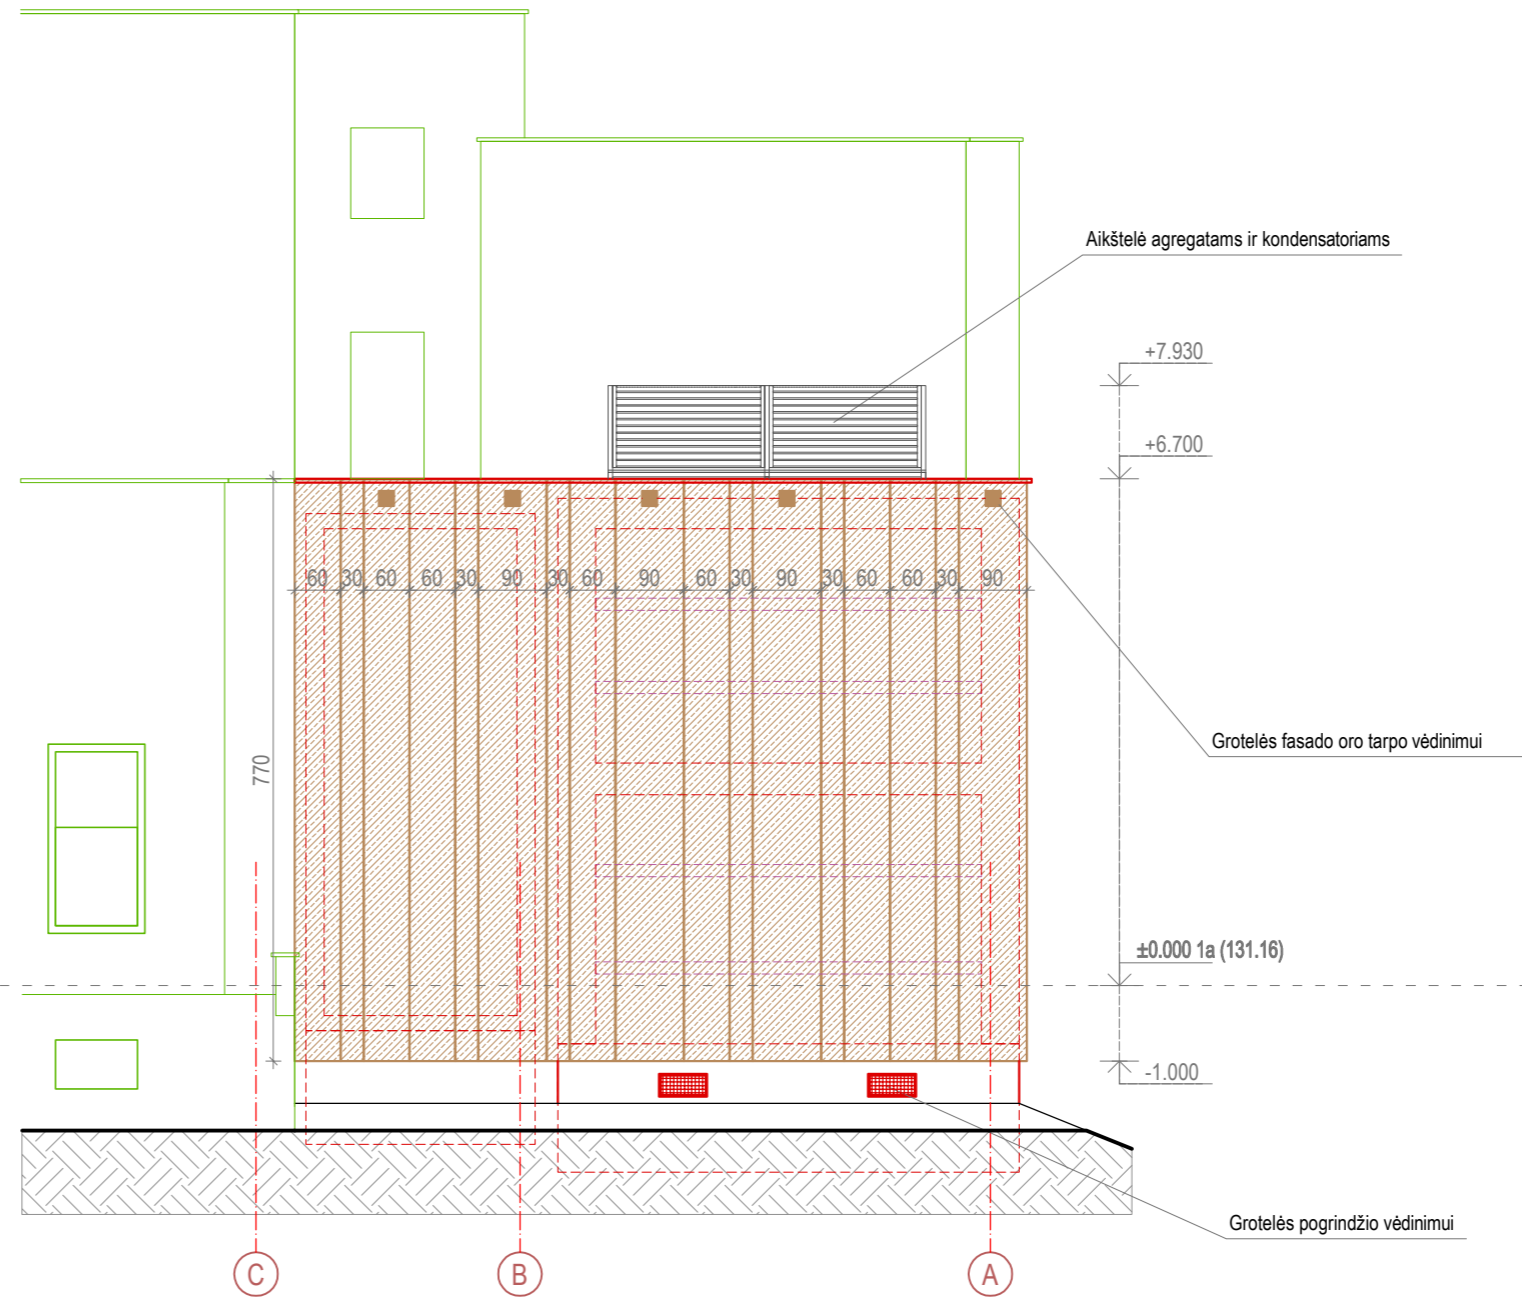 Aikštelė agregatams ir kondensatoriams
+7.930
+6.700
60 30 60 60 30 90 30 60 90 60 30 90 30 60 60 30 90
Grotelės fasado oro tarpo vėdinimui
770
±0.000 1a (131.16)
-1.000
Grotelės pogrindžio vėdinimui
C B A